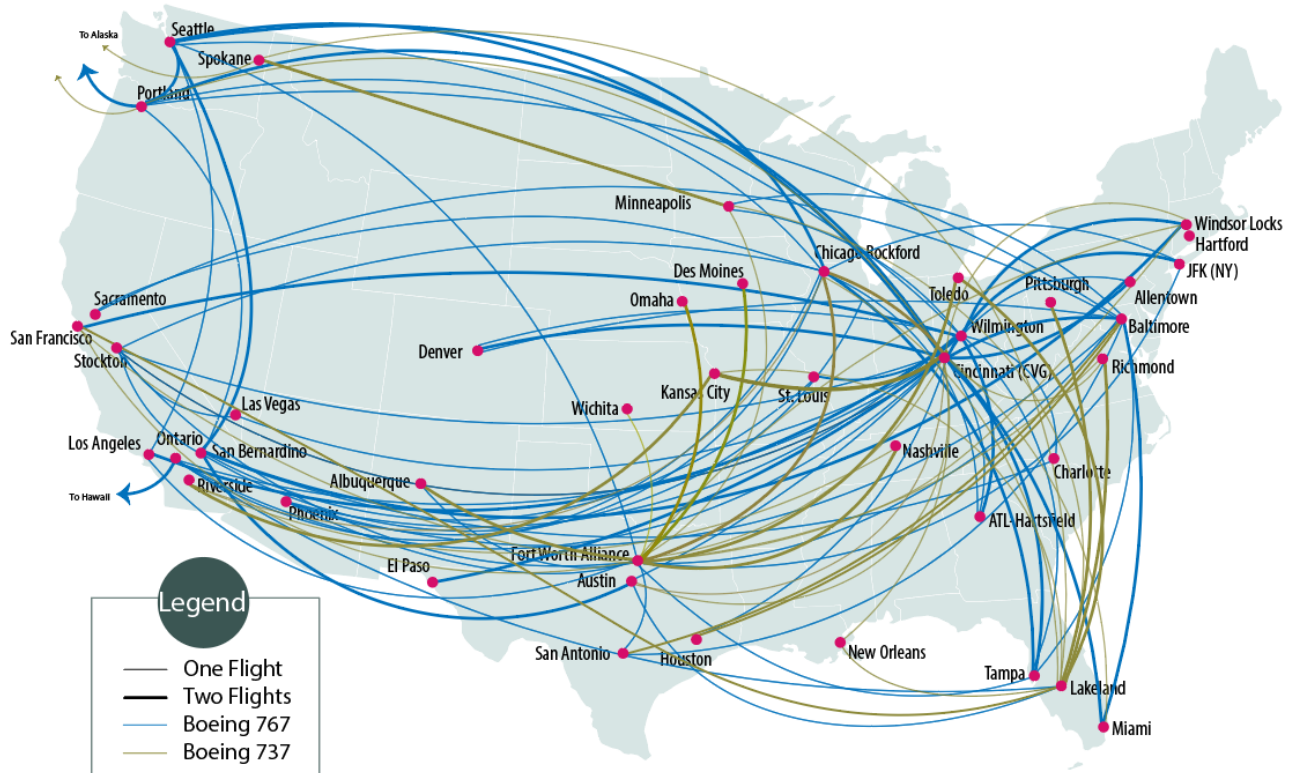 Seattle
To Alaska
Spokane
Portland
Minneapolis
Windsor Locks
Hartford
Chicago Rockford
JFK (NY)
Des Moines
Toledo
Pittsburgh
Allentown
Omaha
Sacramento
San Francisco
Wilmington
Baltimore
Stockton
Denver
Cincinnati (CVG)
Richmond
Kansas City
St. Louis
Las Vegas
Wichita
Los Angeles
Ontario
San Bernardino
Nashville
Charlotte
To Hawaii
Riverside
Albuquerque
Phoenix
ATL-Hartsfield
El Paso
Fort Worth Alliance
Austin
San Antonio
Houston
New Orleans
Tampa
Lakeland
Miami
Legend
One Flight
Two Flights
Boeing 767
Boeing 737